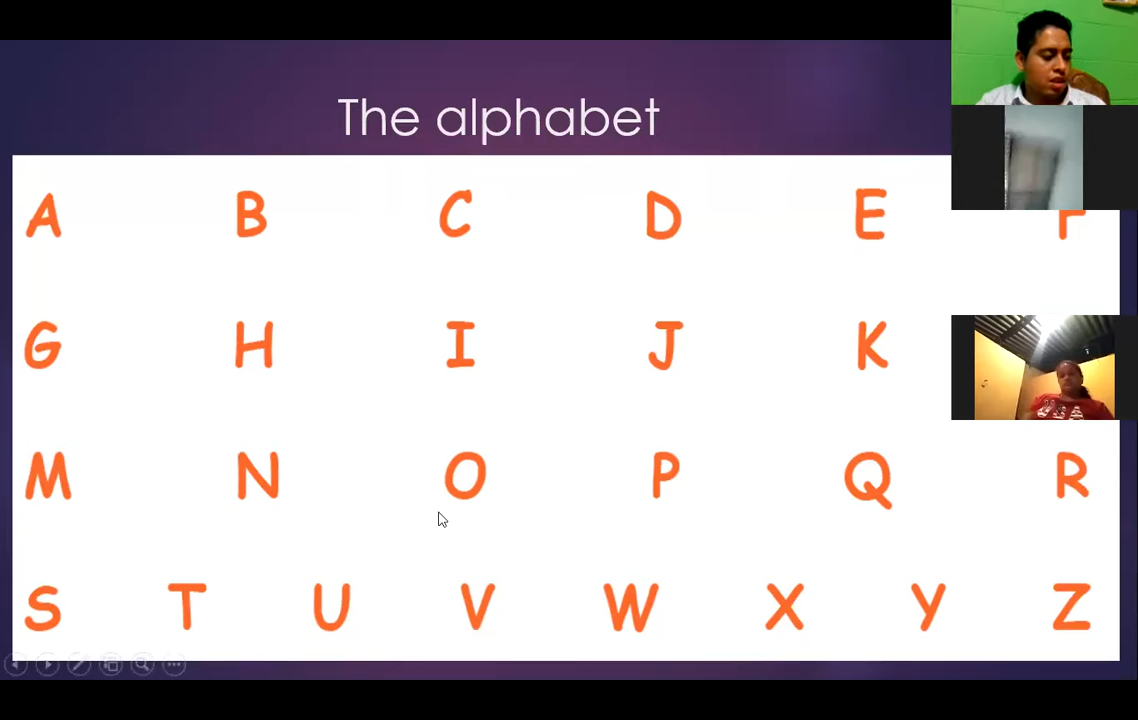 The alphabet
A B C D E F
G H I J K
M N O P Q R
S T U V W X Y Z